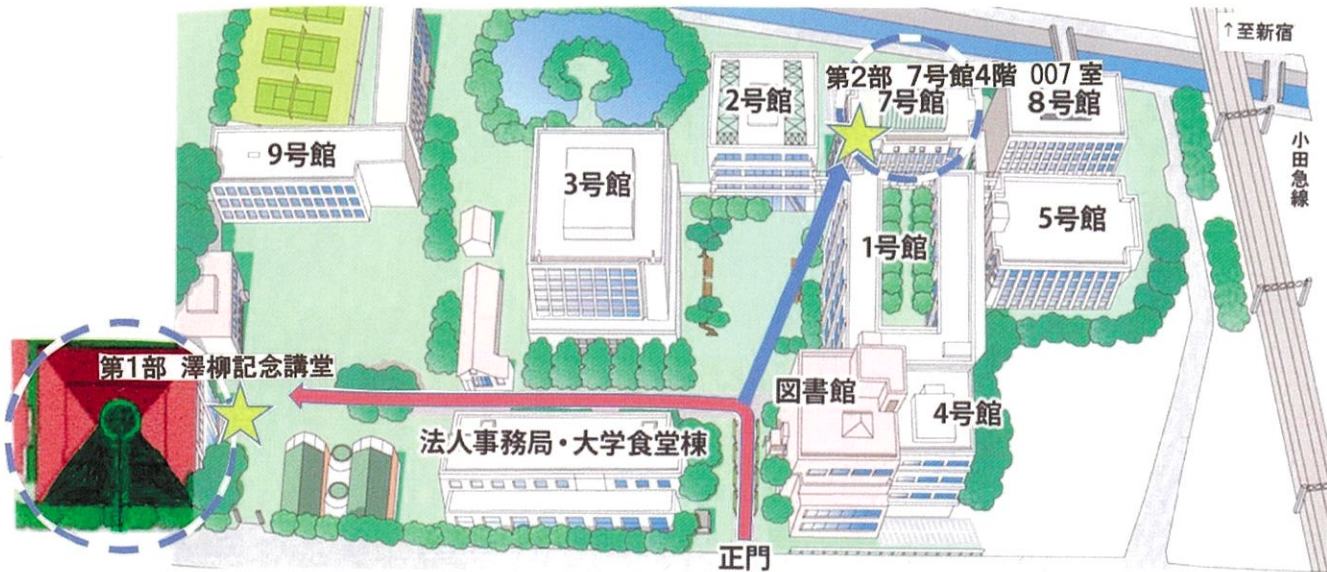 ↑至新宿
第2部 7号館4階 007室
2号館
7号館
8号館
9号館
小田急線
3号館
5号館
1号館
第1部 澤柳記念講堂
図書館
4号館
法人事務局・大学食堂棟
正門